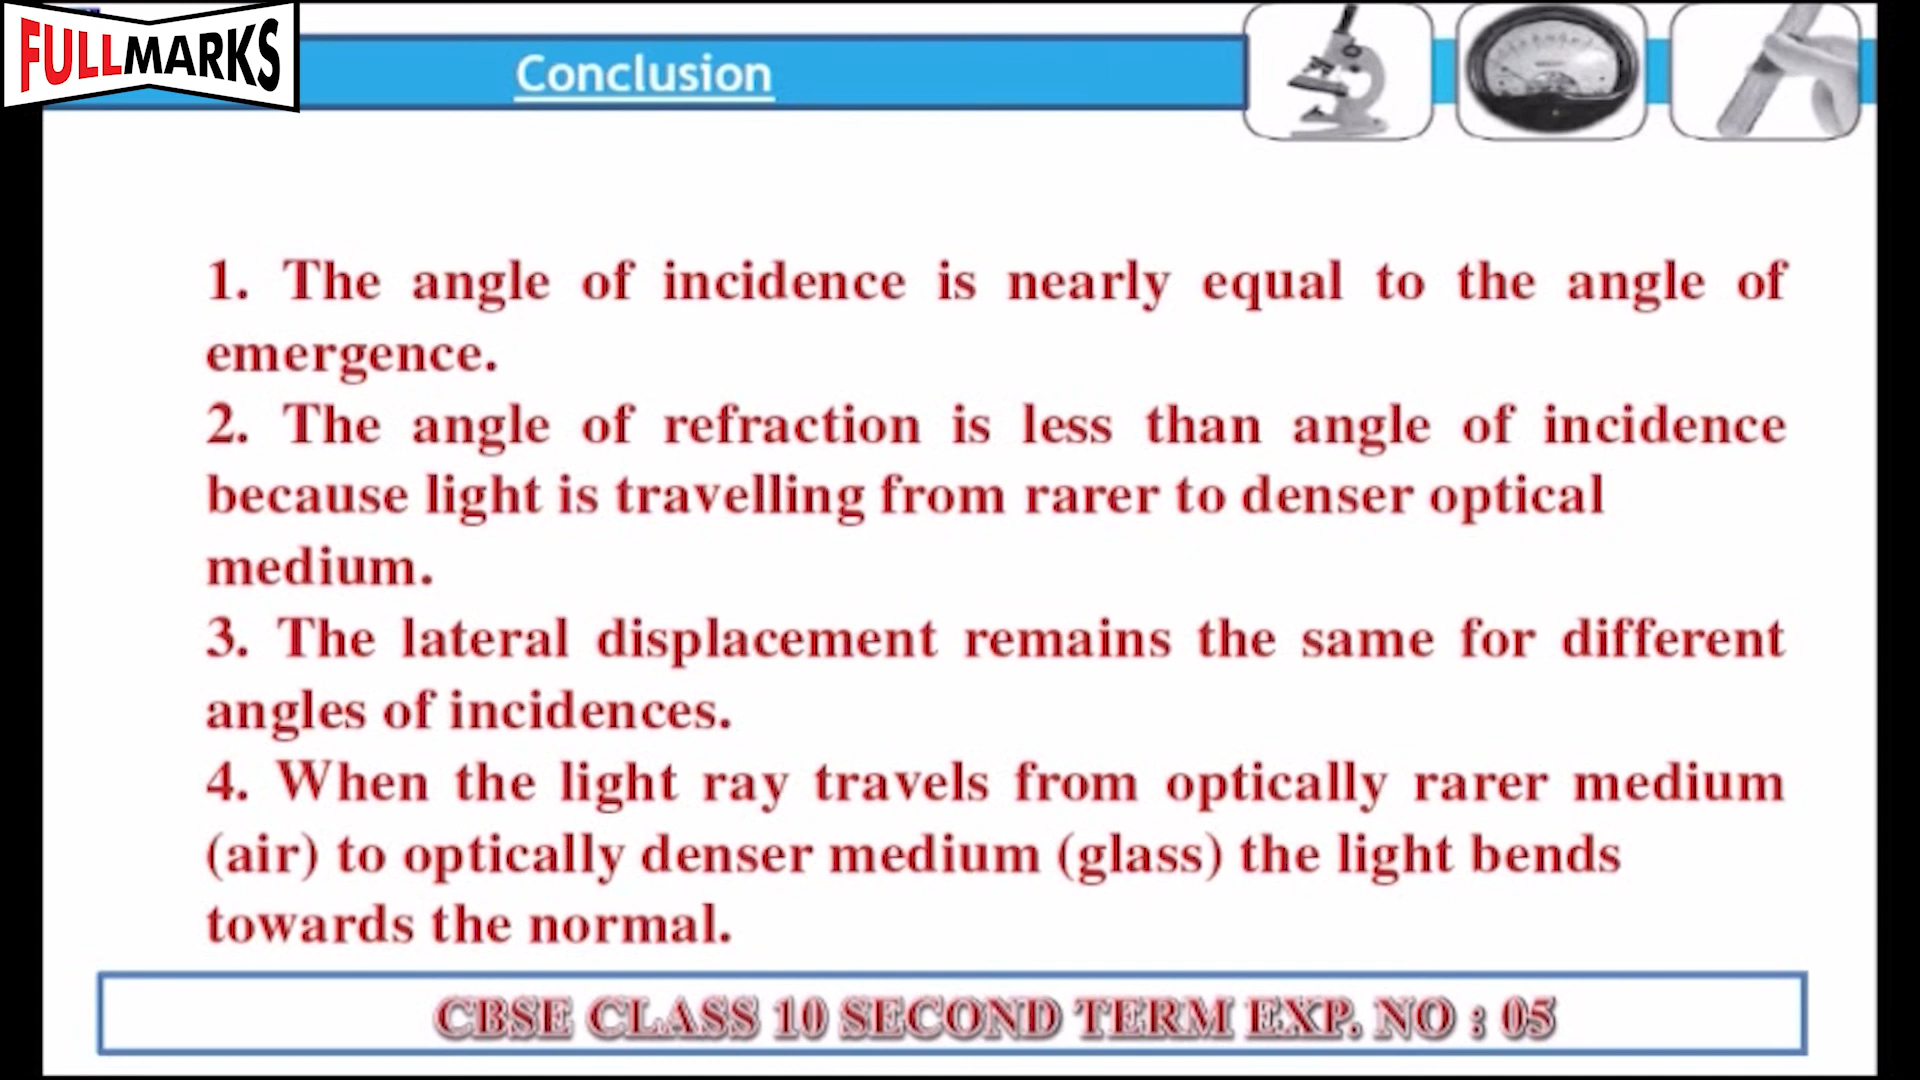 FULLMARKS
Conclusion
1. The angle of incidence is nearly equal to the angle of
emergence.
2. The angle of refraction is less than angle of incidence
because light is travelling from rarer to denser optical
medium.
3. The lateral displacement remains the same for different
angles of incidences.
4. When the light ray travels from optically rarer medium
(air) to optically denser medium (glass) the light bends
towards the normal.
CBSE CLASS 10 SECOND TERM EXP. NO : 05